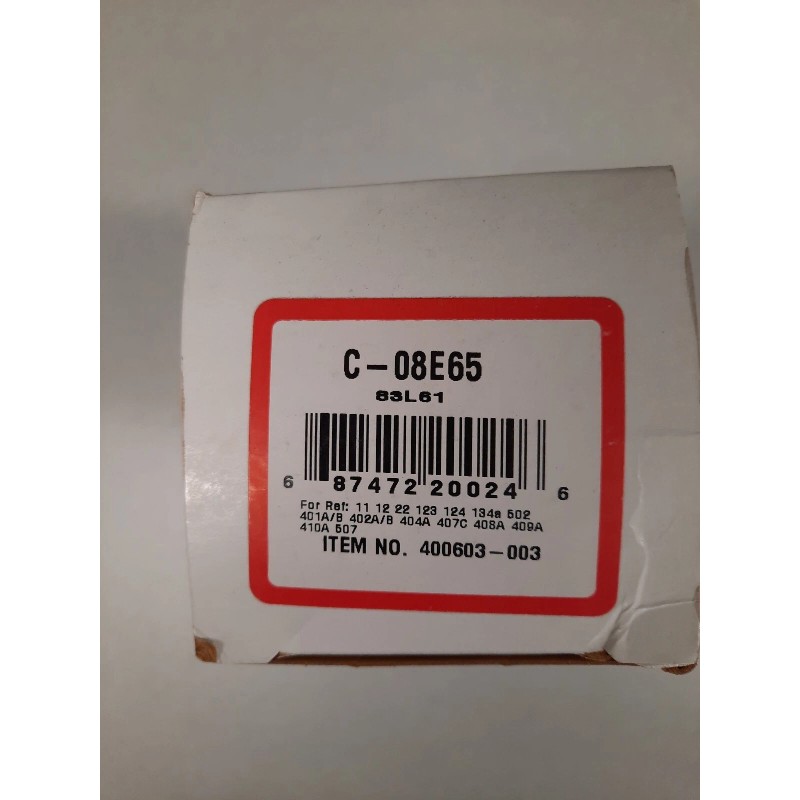 C-08E65
83L61
6 87472 20024 6
For Ref: 11 12 22 123 124 134a 502
401A/B 402A/B 404A 407C 408A 409A
410A 507
ITEM NO. 400603-003